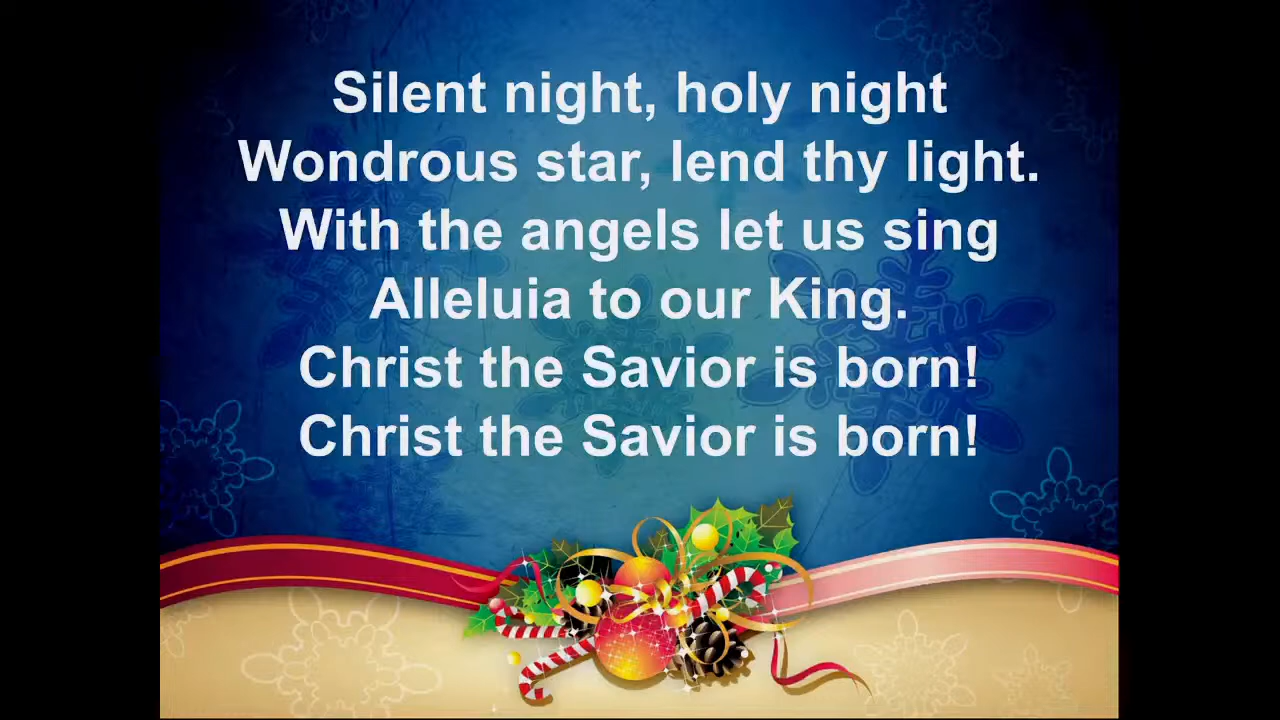 Silent night, holy night
Wondrous star, lend thy light.
With the angels let us sing
Alleluia to our King.
Christ the Savior is born!
Christ the Savior is born!